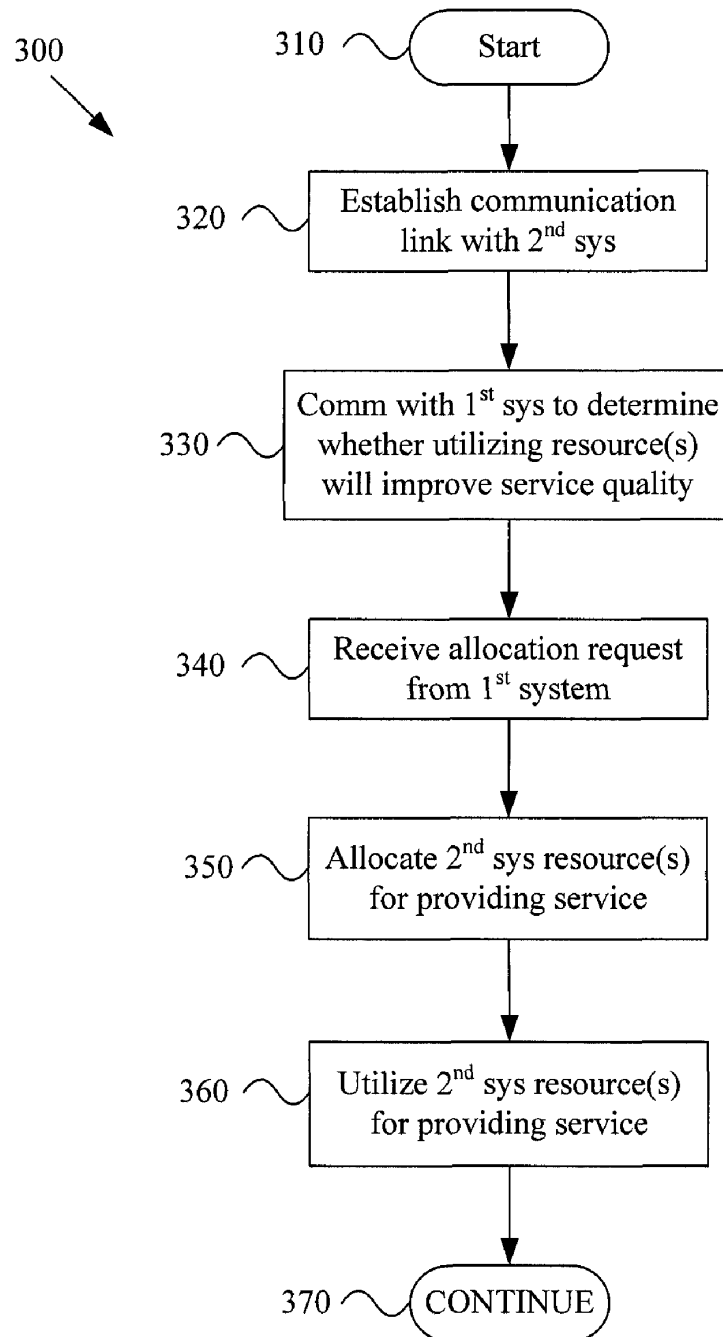 300
310
Start
320
Establish communication
link with 2nd sys
330
Comm with 1st sys to determine
whether utilizing resource(s)
will improve service quality
340
Receive allocation request
from 1st system
350
Allocate 2nd sys resource(s)
for providing service
360
Utilize 2nd sys resource(s)
for providing service
370
CONTINUE